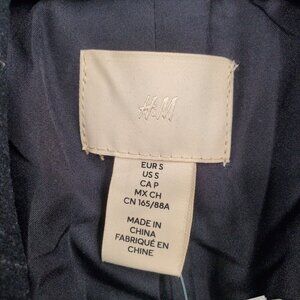 H&M
EUR S
US S
CA P
MX CH
CN 165/88A
MADE IN
CHINA
FABRIQUÉ EN
CHINE